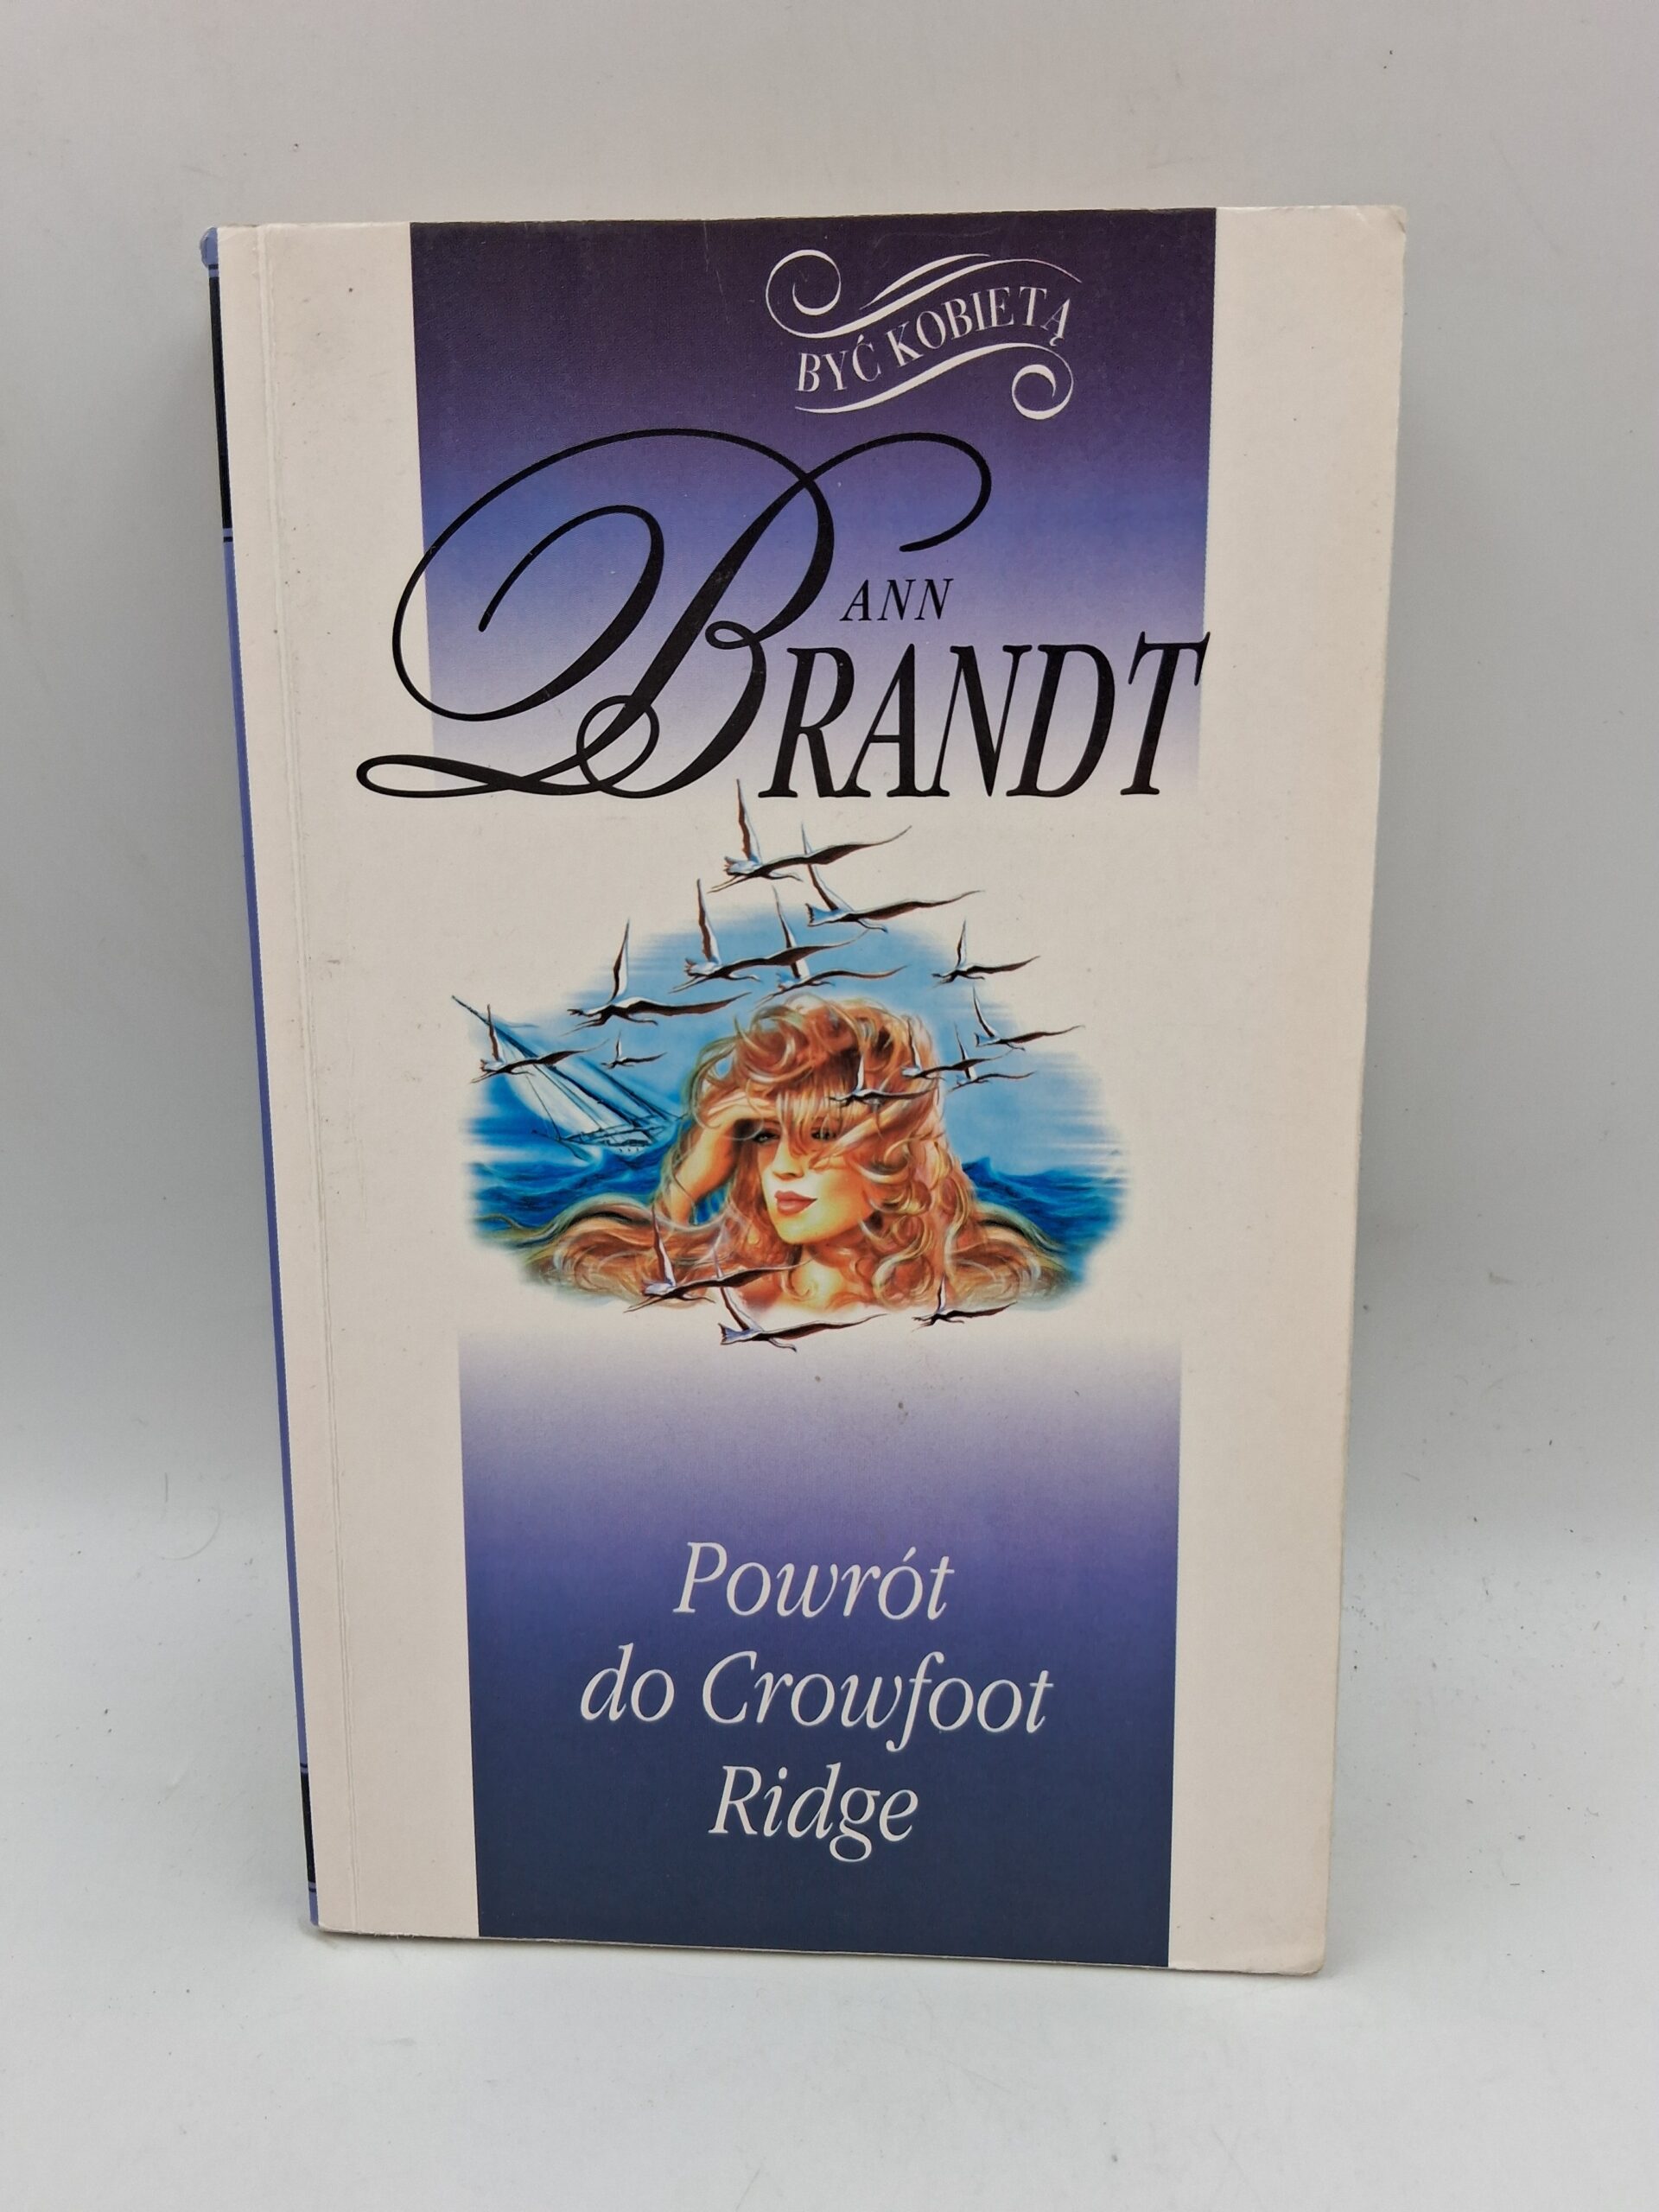 BYĆ KOBIETĄ
ANN
BRANDT
Powrót
do Crowfoot
Ridge